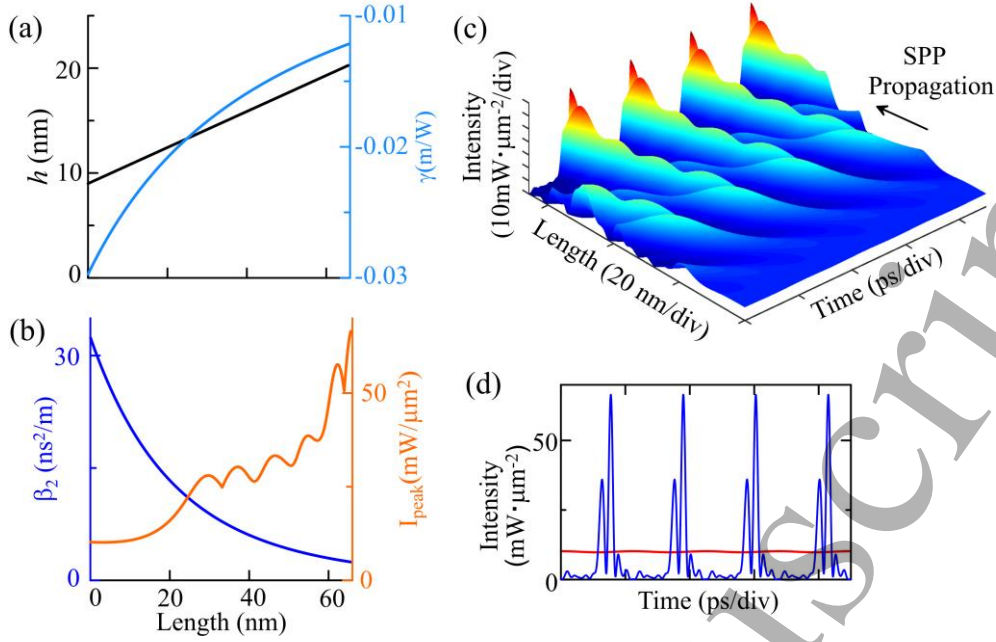 (a)
20
10
0
h (nm)
-0.01
-0.02
-0.03
γ(m/W)
(b)
30
0
β2 (ns2/m)
50
0
Ipeak(mW/μm2)
0
20
40
60
Length (nm)
(c)
SPP
Propagation
Intensity
(10mW·μm-2/div)
Length (20 nm/div)
Time (ps/div)
(d)
50
0
Intensity
(mW·μm-2)
Time (ps/div)